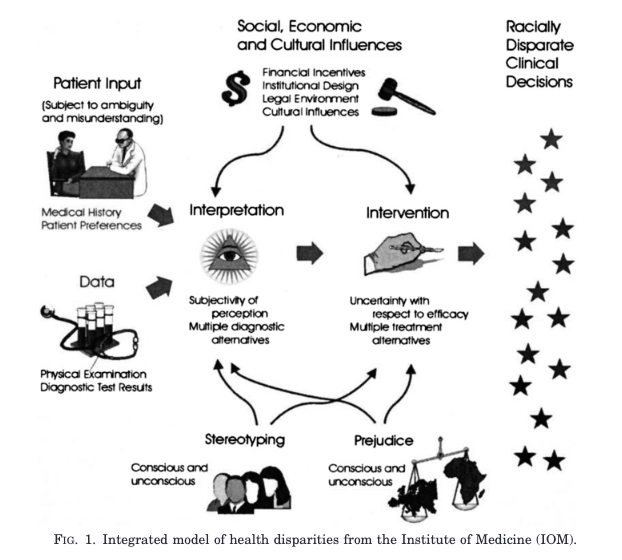 Social, Economic
and Cultural Influences
Racially
Disparate
Clinical
Decisions
Patient Input
(Subject to ambiguity
and misunderstanding)
Financial Incentives
Institutional Design
Legal Environment
Cultural Influences
Medical History
Patient Preferences
Interpretation
Intervention
Data
Subjectivity of
perception
Multiple diagnostic
alternatives
Uncertainty with
respect to efficacy
Multiple treatment
alternatives
Physical Examination
Diagnostic Test Results
Stereotyping
Prejudice
Conscious and
unconscious
Conscious and
unconscious
FIG. 1. Integrated model of health disparities from the Institute of Medicine (IOM).